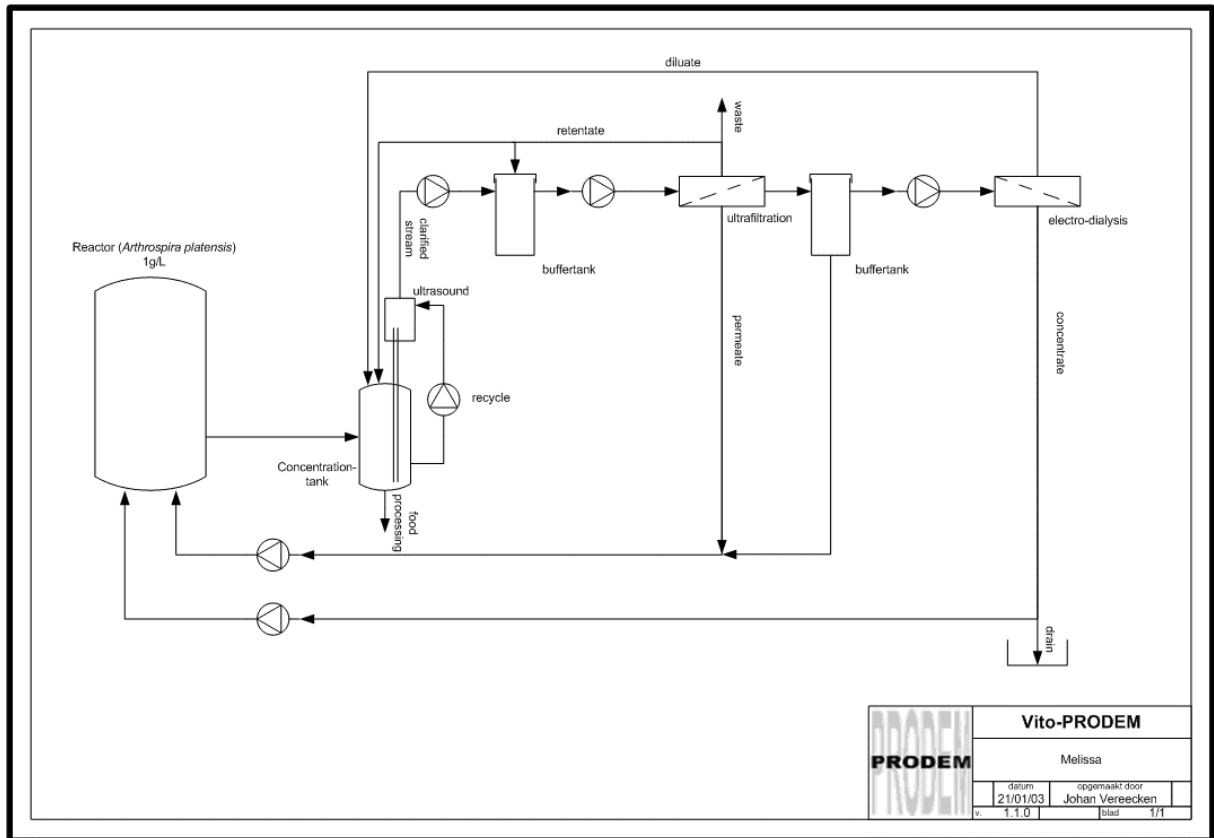 diluate
waste
retentate
clarified
stream
ultrafiltration
electro-dialysis
buffertank
buffertank
Reactor (Arthrospira platensis)
1g/L
ultrasound
permeate
concentrate
recycle
Concentration-
tank
food
processing
drain
PRODEM
PRODEM
Vito-PRODEM
Melissa
datum
21/01/03
opgemaakt door
Johan Vereecken
v. 1.1.0
blad 1/1